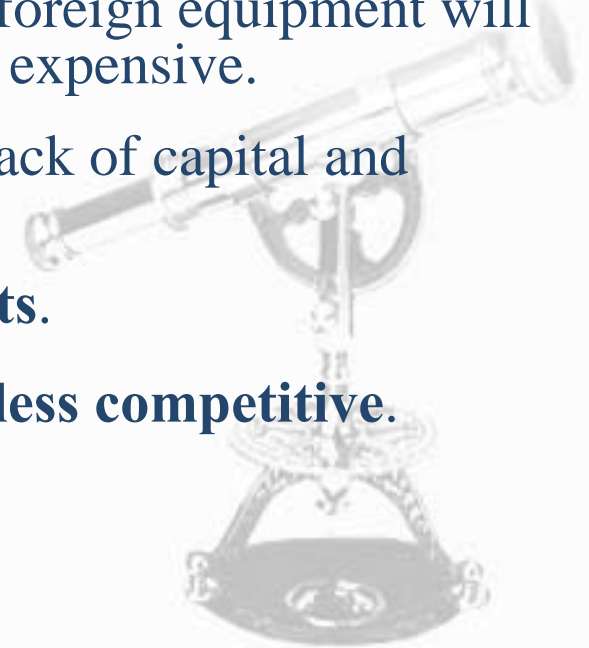 foreign equipment will
expensive.
ack of capital and
ts.
less competitive.